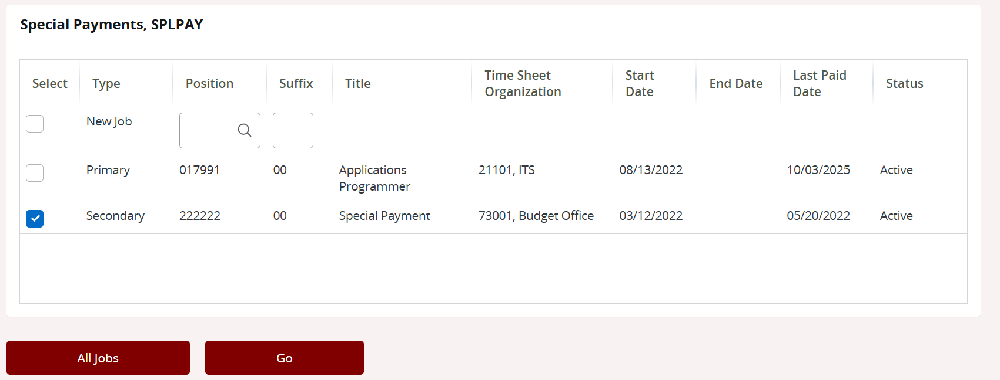 Special Payments, SPLPAY
Select Type Position Suffix Title Time Sheet Organization Start Date End Date Last Paid Date Status
New Job
Primary 017991 00 Applications Programmer 21101, ITS 08/13/2022 10/03/2025 Active
Secondary 222222 00 Special Payment 73001, Budget Office 03/12/2022 05/20/2022 Active
All Jobs Go